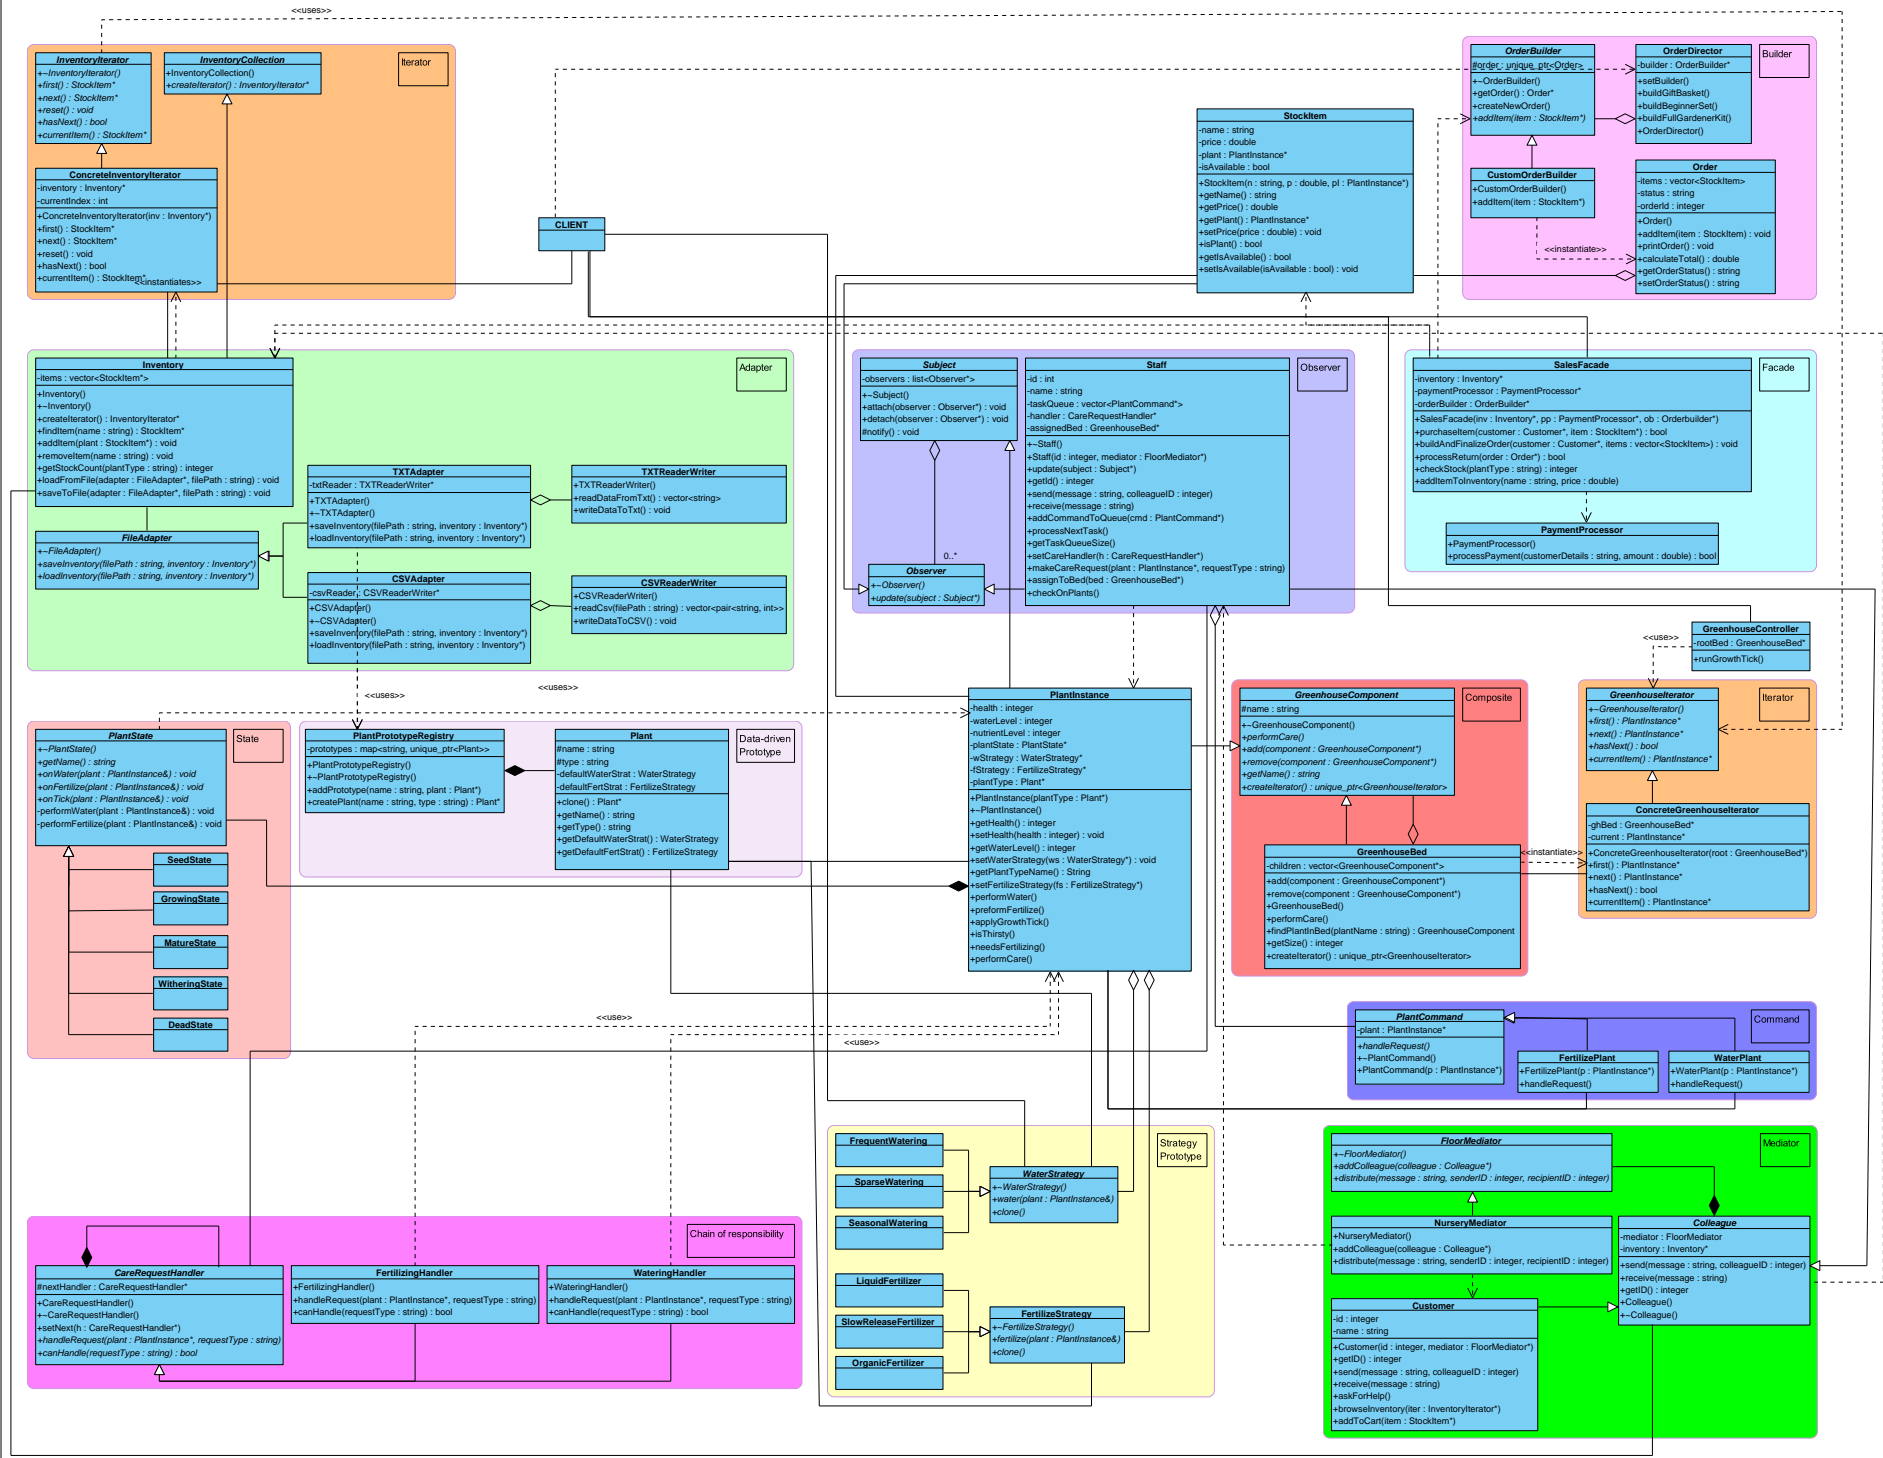 <<uses>>
InventoryIterator
+~InventoryIterator()
+first() : StockItem*
+next() : StockItem*
+reset() : void
+hasNext() : bool
+currentItem() : StockItem*
InventoryCollection
+InventoryCollection()
+createIterator() : InventoryIterator*
Iterator
ConcreteInventoryIterator
-inventory : Inventory*
-currentIndex : int
+ConcreteInventoryIterator(inv : Inventory*)
+first() : StockItem*
+next() : StockItem*
+reset() : void
+hasNext() : bool
+currentItem() : StockItem*
<<instantiates>>
CLIENT
StockItem
-name : string
-price : double
-plant : PlantInstance*
-isAvailable : bool
+StockItem(n : string, p : double, pl : PlantInstance*)
+getName() : string
+getPrice() : double
+getPlant() : PlantInstance*
+setPrice(price : double) : void
+isPlant() : bool
+getIsAvailable() : bool
+setIsAvailable(isAvailable : bool) : void
OrderBuilder
#order : unique_ptr<Order>
+~OrderBuilder()
+getOrder() : Order*
+createNewOrder()
+addItem(item : StockItem*)
OrderDirector
-builder : OrderBuilder*
+setBuilder()
+buildGiftBasket()
+buildBeginnerSet()
+buildFullGardenerKit()
+OrderDirector()
Builder
CustomOrderBuilder
+CustomOrderBuilder()
+addItem(item : StockItem*)
<<instantiate>>
Order
-items : vector<StockItem>
-status : string
-orderId : integer
+Order()
+addItem(item : StockItem) : void
+printOrder() : void
+calculateTotal() : double
+getOrderStatus() : string
+setOrderStatus() : string
Inventory
-items : vector<StockItem*>
+Inventory()
+~Inventory()
+createIterator() : InventoryIterator*
+findItem(name : string) : StockItem*
+addItem(plant : StockItem*) : void
+removeItem(name : string) : void
+getStockCount(plantType : string) : integer
+loadFromFile(adapter : FileAdapter*, filePath : string) : void
+saveToFile(adapter : FileAdapter*, filePath : string) : void
Adapter
FileAdapter
+~FileAdapter()
+saveInventory(filePath : string, inventory : Inventory*)
+loadInventory(filePath : string, inventory : Inventory*)
TXTAdapter
-txtReader : TXTReaderWriter*
+TXTAdapter()
+~TXTAdapter()
+saveInventory(filePath : string, inventory : Inventory*)
+loadInventory(filePath : string, inventory : Inventory*)
TXTReaderWriter
+TXTReaderWriter()
+readDataFromTxt() : vector<string>
+writeDataToTxt() : void
CSVAdapter
-csvReader : CSVReaderWriter*
+CSVAdapter()
+~CSVAdapter()
+saveInventory(filePath : string, inventory : Inventory*)
+loadInventory(filePath : string, inventory : Inventory*)
CSVReaderWriter
+CSVReaderWriter()
+readCsv(filePath : string) : vector<pair<string, int>>
+writeDataToCSV() : void
Subject
-observers : list<Observer*>
+~Subject()
+attach(observer : Observer*) : void
+detach(observer : Observer*) : void
#notify() : void
0..*
Observer
+~Observer()
+update(subject : Subject*)
Staff
-id : int
-name : string
-taskQueue : vector<PlantCommand*>
-handler : CareRequestHandler*
-assignedBed : GreenhouseBed*
+~Staff()
+Staff(id : integer, mediator : FloorMediator*)
+update(subject : Subject*)
+getId() : integer
+send(message : string, colleagueID : integer)
+receive(message : string)
+addCommandToQueue(cmd : PlantCommand*)
+processNextTask()
+getTaskQueueSize()
+setCareHandler(h : CareRequestHandler*)
+makeCareRequest(plant : PlantInstance*, requestType : string)
+assignToBed(bed : GreenhouseBed*)
+checkOnPlants()
Observer
SalesFacade
-inventory : Inventory*
-paymentProcessor : PaymentProcessor*
-orderBuilder : OrderBuilder*
+SalesFacade(inv : Inventory*, pp : PaymentProcessor*, ob : Orderbuilder*)
+purchaseItem(customer : Customer*, item : StockItem*) : bool
+buildAndFinalizeOrder(customer : Customer*, items : vector<StockItem>) : void
+processReturn(order : Order*) : bool
+checkStock(plantType : string) : integer
+addItemToInventory(name : string, price : double)
Facade
PaymentProcessor
+PaymentProcessor()
+processPayment(customerDetails : string, amount : double) : bool
GreenhouseController
-rootBed : GreenhouseBed*
+runGrowthTick()
<<use>>
<<uses>>
<<uses>>
PlantState
+~PlantState()
+getName() : string
+onWater(plant : PlantInstance&) : void
+onFertilize(plant : PlantInstance&) : void
+onTick(plant : PlantInstance&) : void
-performWater(plant : PlantInstance&) : void
-performFertilize(plant : PlantInstance&) : void
State
SeedState
GrowingState
MatureState
WitheringState
DeadState
PlantPrototypeRegistry
-prototypes : map<string, unique_ptr<Plant>>
+PlantPrototypeRegistry()
+~PlantPrototypeRegistry()
+addPrototype(name : string, plant : Plant*)
+createPlant(name : string, type : string) : Plant*
Plant
#name : string
#type : string
-defaultWaterStrat : WaterStrategy
-defaultFertStrat : FertilizeStrategy
+clone() : Plant*
+getName() : string
+getType() : string
+getDefaultWaterStrat() : WaterStrategy
+getDefaultFertStrat() : FertilizeStrategy
Data-driven
Prototype
PlantInstance
-health : integer
-waterLevel : integer
-nutrientLevel : integer
-plantState : PlantState*
-wStrategy : WaterStrategy*
-fStrategy : FertilizeStrategy*
-plantType : Plant*
+PlantInstance(plantType : Plant*)
+~PlantInstance()
+getHealth() : integer
+setHealth(health : integer) : void
+getWaterLevel() : integer
+setWaterStrategy(ws : WaterStrategy*) : void
+getPlantTypeName() : String
+setFertilizeStrategy(fs : FertilizeStrategy*)
+performWater()
+preformFertilize()
+applyGrowthTick()
+isThirsty()
+needsFertilizing()
+performCare()
GreenhouseComponent
#name : string
+~GreenhouseComponent()
+performCare()
+add(component : GreenhouseComponent*)
+remove(component : GreenhouseComponent*)
+getName() : string
+createIterator() : unique_ptr<GreenhouseIterator>
Composite
GreenhouseBed
-children : vector<GreenhouseComponent*>
+add(component : GreenhouseComponent*)
+remove(component : GreenhouseComponent*)
+GreenhouseBed()
+performCare()
+findPlantInBed(plantName : string) : GreenhouseComponent
+getSize() : integer
+createIterator() : unique_ptr<GreenhouseIterator>
<<instantiate>>
GreenhouseIterator
+~GreenhouseIterator()
+first() : PlantInstance*
+next() : PlantInstance*
+hasNext() : bool
+currentItem() : PlantInstance*
Iterator
ConcreteGreenhouseIterator
-ghBed : GreenhouseBed*
-current : PlantInstance*
+ConcreteGreenhouseIterator(root : GreenhouseBed*)
+first() : PlantInstance*
+next() : PlantInstance*
+hasNext() : bool
+currentItem() : PlantInstance*
<<use>>
<<use>>
PlantCommand
-plant : PlantInstance*
+handleRequest()
+~PlantCommand()
+PlantCommand(p : PlantInstance*)
Command
FertilizePlant
+FertilizePlant(p : PlantInstance*)
+handleRequest()
WaterPlant
+WaterPlant(p : PlantInstance*)
+handleRequest()
FrequentWatering
SparseWatering
SeasonalWatering
WaterStrategy
+~WaterStrategy()
+water(plant : PlantInstance&)
+clone()
Strategy
Prototype
LiquidFertilizer
SlowReleaseFertilizer
OrganicFertilizer
FertilizeStrategy
+~FertilizeStrategy()
+fertilize(plant : PlantInstance&)
+clone()
Chain of responsibility
CareRequestHandler
#nextHandler : CareRequestHandler*
+CareRequestHandler()
+~CareRequestHandler()
+setNext(h : CareRequestHandler*)
+handleRequest(plant : PlantInstance*, requestType : string)
+canHandle(requestType : string) : bool
FertilizingHandler
+FertilizingHandler()
+handleRequest(plant : PlantInstance*, requestType : string)
+canHandle(requestType : string) : bool
WateringHandler
+WateringHandler()
+handleRequest(plant : PlantInstance*, requestType : string)
+canHandle(requestType : string) : bool
FloorMediator
+~FloorMediator()
+addColleague(colleague : Colleague*)
+distribute(message : string, senderID : integer, recipientID : integer)
Mediator
NurseryMediator
+NurseryMediator()
+addColleague(colleague : Colleague*)
+distribute(message : string, senderID : integer, recipientID : integer)
Colleague
-mediator : FloorMediator
-inventory : Inventory*
+send(message : string, colleagueID : integer)
+receive(message : string)
+getID() : integer
+Colleague()
+~Colleague()
Customer
-id : integer
-name : string
+Customer(id : integer, mediator : FloorMediator*)
+getID() : integer
+send(message : string, colleagueID : integer)
+receive(message : string)
+askForHelp()
+browseInventory(iter : InventoryIterator*)
+addToCart(item : StockItem*)